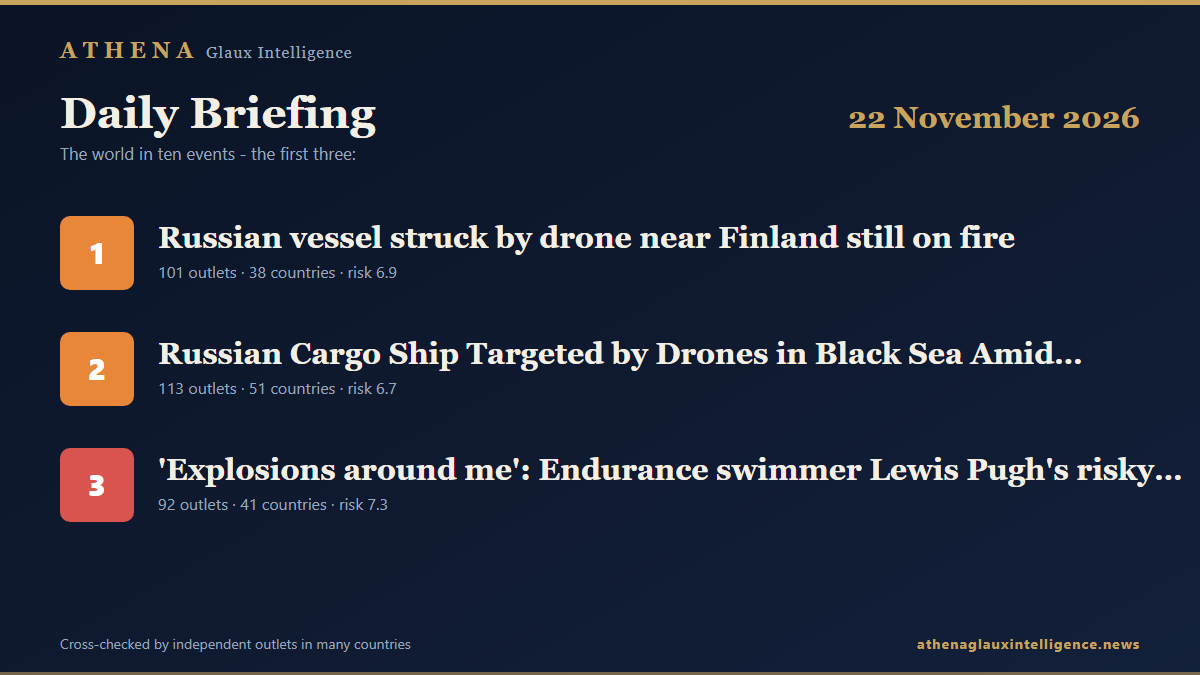 ATHENA Glaux Intelligence
Daily Briefing
22 November 2026
The world in ten events - the first three:
1
Russian vessel struck by drone near Finland still on fire
101 outlets · 38 countries · risk 6.9
2
Russian Cargo Ship Targeted by Drones in Black Sea Amid...
113 outlets · 51 countries · risk 6.7
3
'Explosions around me': Endurance swimmer Lewis Pugh's risky...
92 outlets · 41 countries · risk 7.3
Cross-checked by independent outlets in many countries
athenaglauxintelligence.news